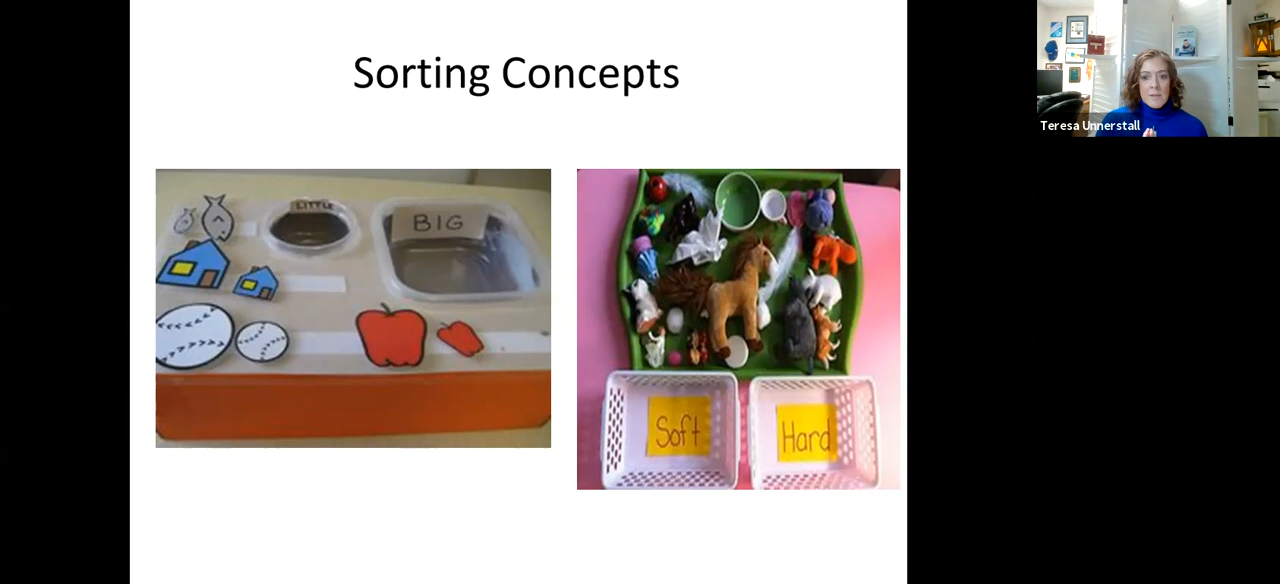 Sorting Concepts
LITTLE
BIG
Soft
Hard
Teresa Unnerstall